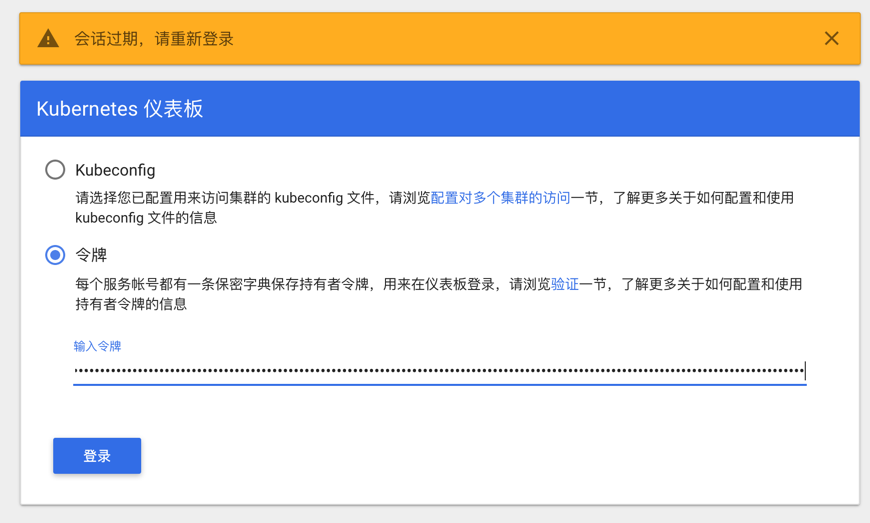 会话过期，请重新登录
Kubernetes 仪表板
Kubeconfig
请选择您已配置用来访问集群的 kubeconfig 文件，请浏览配置对多个集群的访问一节，了解更多关于如何配置和使用
kubeconfig 文件的信息
令牌
每个服务帐号都有一条保密字典保存持有者令牌，用来在仪表板登录，请浏览验证一节，了解更多关于如何配置和使用
持有者令牌的信息
输入令牌
登录